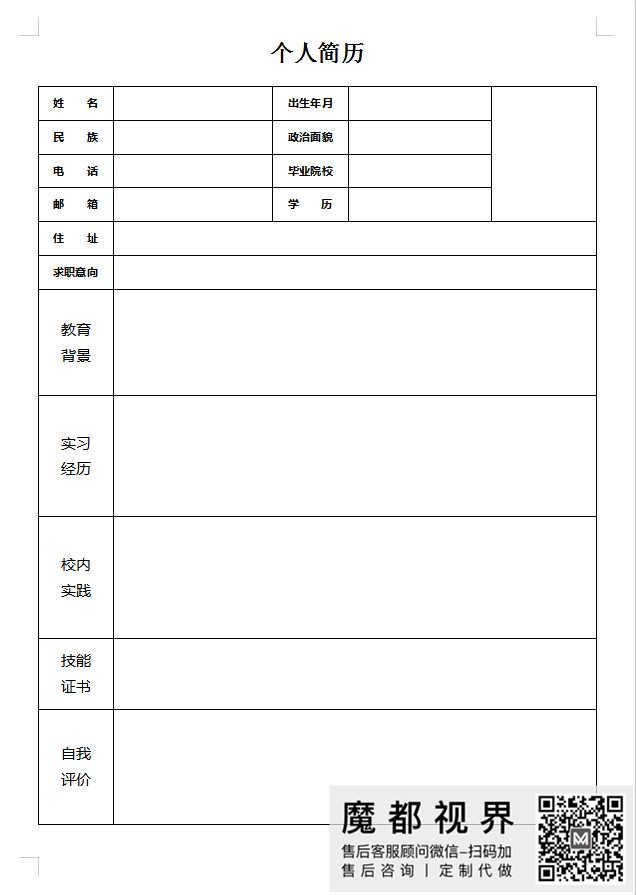 个人简历
姓 名 出生年月
民 族 政治面貌
电 话 毕业院校
邮 箱 学 历
住 址
求职意向
教育
背景
实习
经历
校内
实践
技能
证书
自我
评价
魔都视界
售后客服顾问微信-扫码加
售后咨询丨定制代做
M